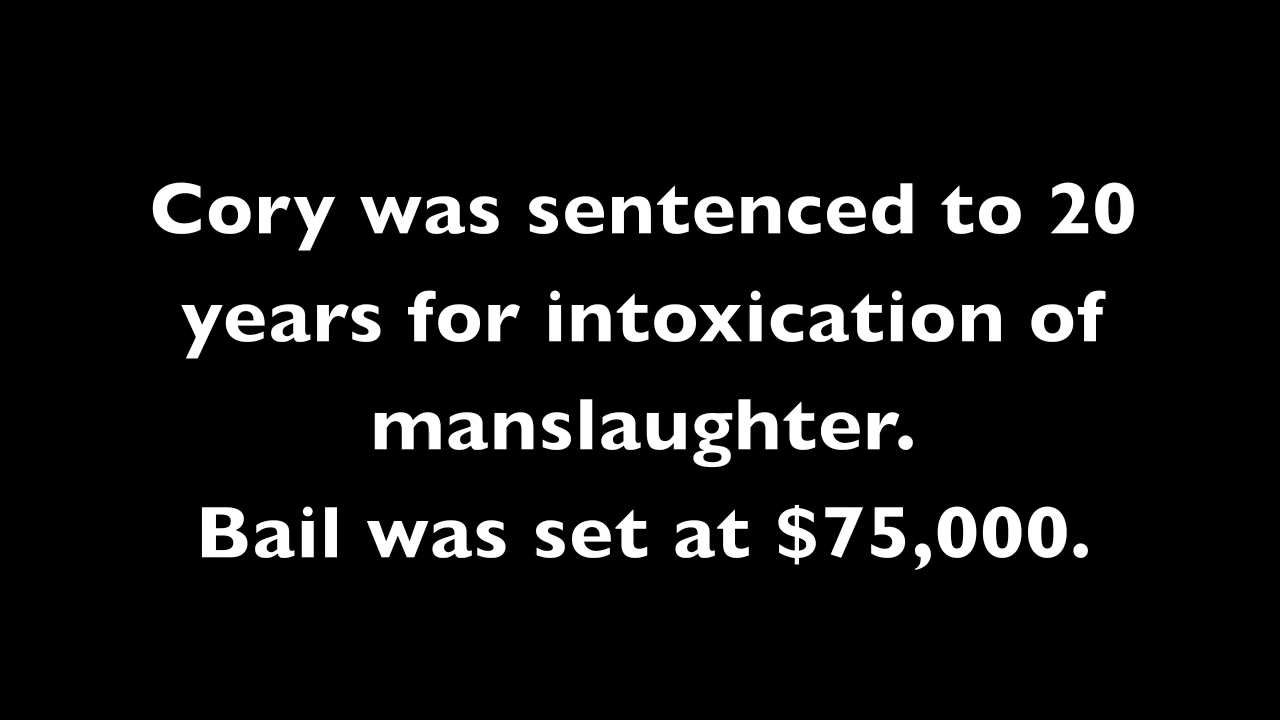 Cory was sentenced to 20
years for intoxication of
manslaughter.
Bail was set at $75,000.